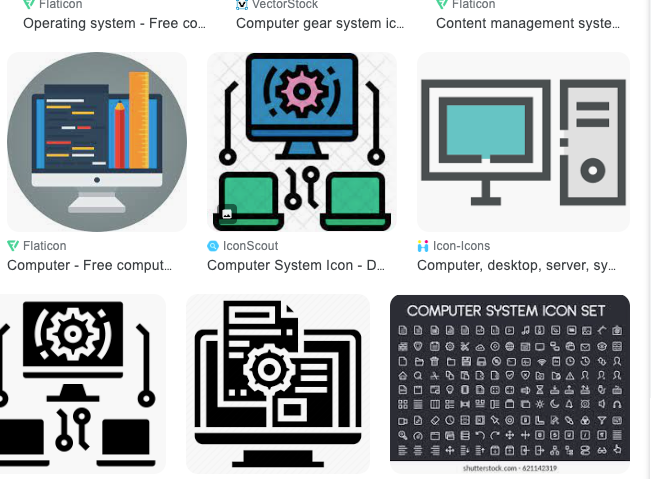 Flaticon
VectorStock
Flaticon
Operating system - Free co...
Computer gear system ic...
Content management syste...
Flaticon
IconScout
Icon-Icons
Computer - Free comput...
Computer System Icon - D...
Computer, desktop, server, sy...
COMPUTER SYSTEM ICON SET
shutterstock.com · 621142319